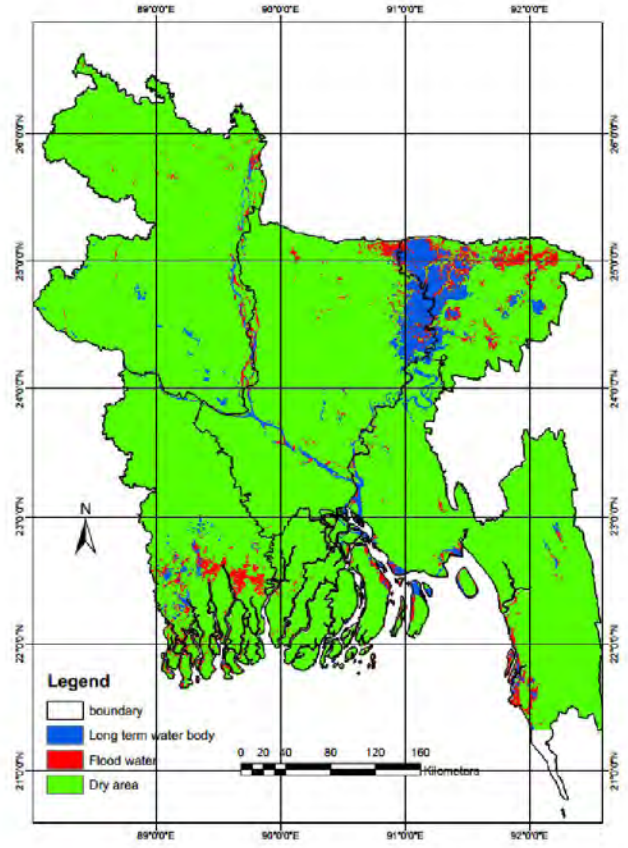 89°0'0"E 90°0'0"E 91°0'0"E 92°0'0"E
26°0'0"N 26°0'0"N
25°0'0"N 25°0'0"N
24°0'0"N 24°0'0"N
23°0'0"N 23°0'0"N
N
22°0'0"N 22°0'0"N
Legend
boundary
Long term water body
Flood water
Dry area
0 20 40 80 120 160
Kilometers
21°0'0"N 21°0'0"N
89°0'0"E 90°0'0"E 91°0'0"E 92°0'0"E